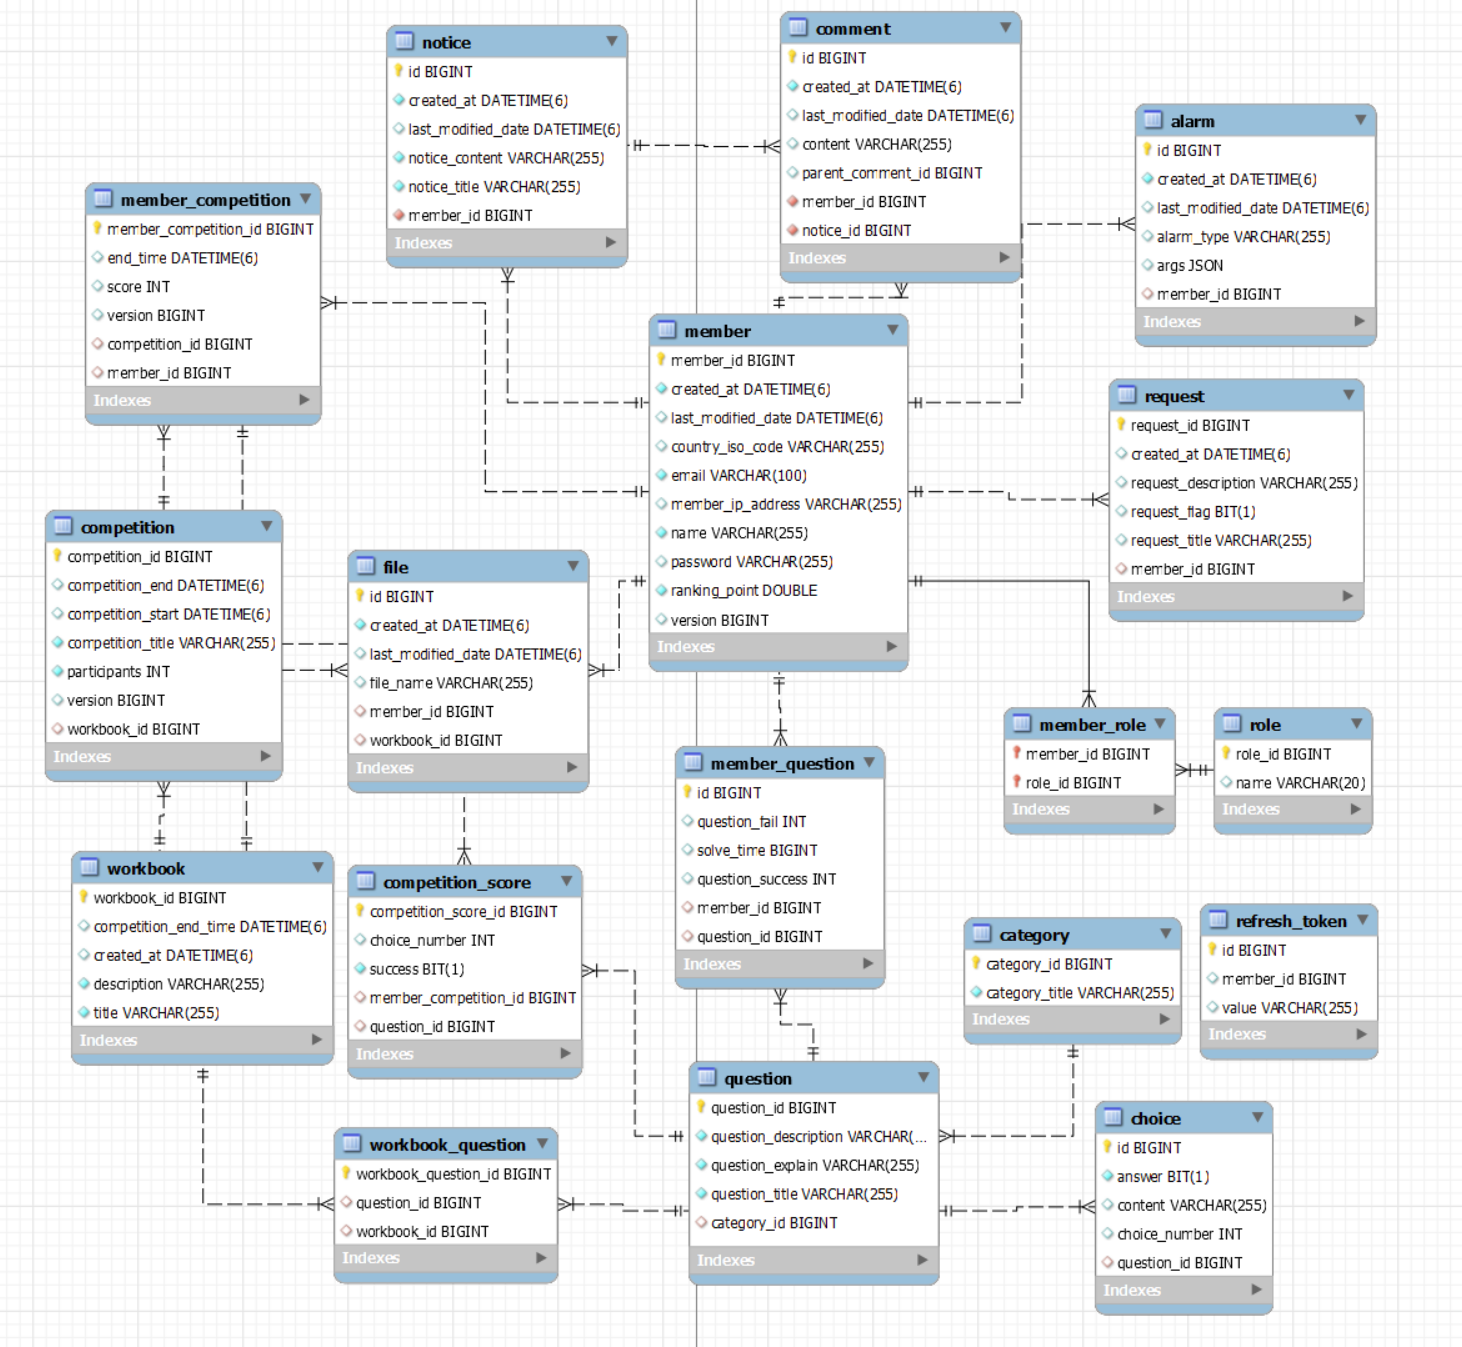 notice
id BIGINT
created_at DATETIME(6)
last_modified_date DATETIME(6)
notice_content VARCHAR(255)
notice_title VARCHAR(255)
member_id BIGINT
Indexes
comment
id BIGINT
created_at DATETIME(6)
last_modified_date DATETIME(6)
content VARCHAR(255)
parent_comment_id BIGINT
member_id BIGINT
notice_id BIGINT
Indexes
alarm
id BIGINT
created_at DATETIME(6)
last_modified_date DATETIME(6)
alarm_type VARCHAR(255)
args JSON
member_id BIGINT
Indexes
member_competition
member_competition_id BIGINT
end_time DATETIME(6)
score INT
version BIGINT
competition_id BIGINT
member_id BIGINT
Indexes
member
member_id BIGINT
created_at DATETIME(6)
last_modified_date DATETIME(6)
country_iso_code VARCHAR(255)
email VARCHAR(100)
member_ip_address VARCHAR(255)
name VARCHAR(255)
password VARCHAR(255)
ranking_point DOUBLE
version BIGINT
Indexes
request
request_id BIGINT
created_at DATETIME(6)
request_description VARCHAR(255)
request_flag BIT(1)
request_title VARCHAR(255)
member_id BIGINT
Indexes
competition
competition_id BIGINT
competition_end DATETIME(6)
competition_start DATETIME(6)
competition_title VARCHAR(255)
participants INT
version BIGINT
workbook_id BIGINT
Indexes
file
id BIGINT
created_at DATETIME(6)
last_modified_date DATETIME(6)
file_name VARCHAR(255)
member_id BIGINT
workbook_id BIGINT
Indexes
member_role
member_id BIGINT
role_id BIGINT
Indexes
role
role_id BIGINT
name VARCHAR(20)
Indexes
member_question
id BIGINT
question_fail INT
solve_time BIGINT
question_success INT
member_id BIGINT
question_id BIGINT
Indexes
workbook
workbook_id BIGINT
competition_end_time DATETIME(6)
created_at DATETIME(6)
description VARCHAR(255)
title VARCHAR(255)
Indexes
competition_score
competition_score_id BIGINT
choice_number INT
success BIT(1)
member_competition_id BIGINT
question_id BIGINT
Indexes
category
category_id BIGINT
category_title VARCHAR(255)
Indexes
refresh_token
id BIGINT
member_id BIGINT
value VARCHAR(255)
Indexes
question
question_id BIGINT
question_description VARCHAR(...
question_explain VARCHAR(255)
question_title VARCHAR(255)
category_id BIGINT
Indexes
choice
id BIGINT
answer BIT(1)
content VARCHAR(255)
choice_number INT
question_id BIGINT
Indexes
workbook_question
workbook_question_id BIGINT
question_id BIGINT
workbook_id BIGINT
Indexes